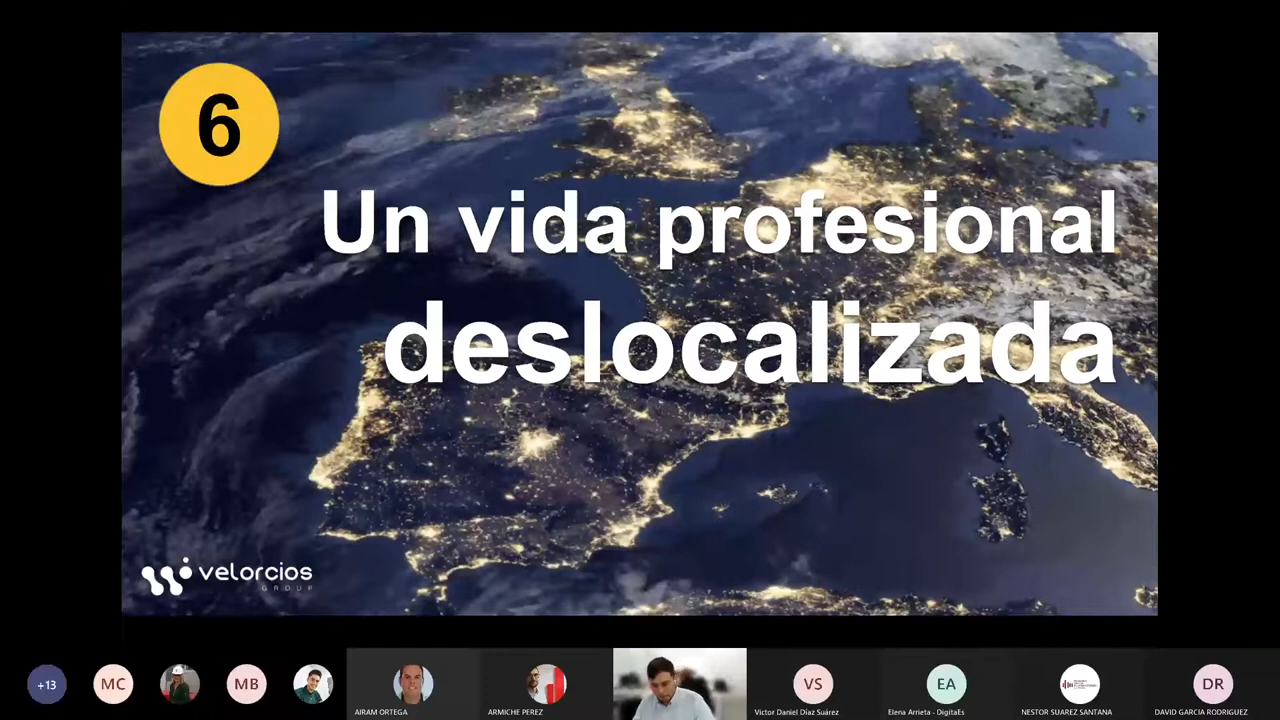 6
Un vida profesional
deslocalizada
velorcios
GROUP
+13
MC
MB
AIRAM ORTEGA
ARMICHE PEREZ
VS
Victor Daniel Díaz Suárez
EA
Elena Arrieta - DigitaEs
NESTOR SUAREZ SANTANA
DR
DAVID GARCIA RODRIGUEZ